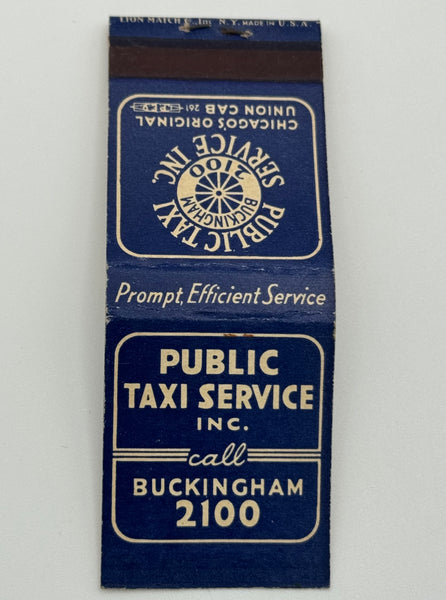 LION MATCH Co., Inc. N.Y. MADE IN U.S.A.
CHICAGO'S ORIGINAL
UNION CAB 261
PUBLIC TAXI
SERVICE INC.
2100
BUCKINGHAM
Prompt, Efficient Service
PUBLIC
TAXI SERVICE
INC.
call
BUCKINGHAM
2100